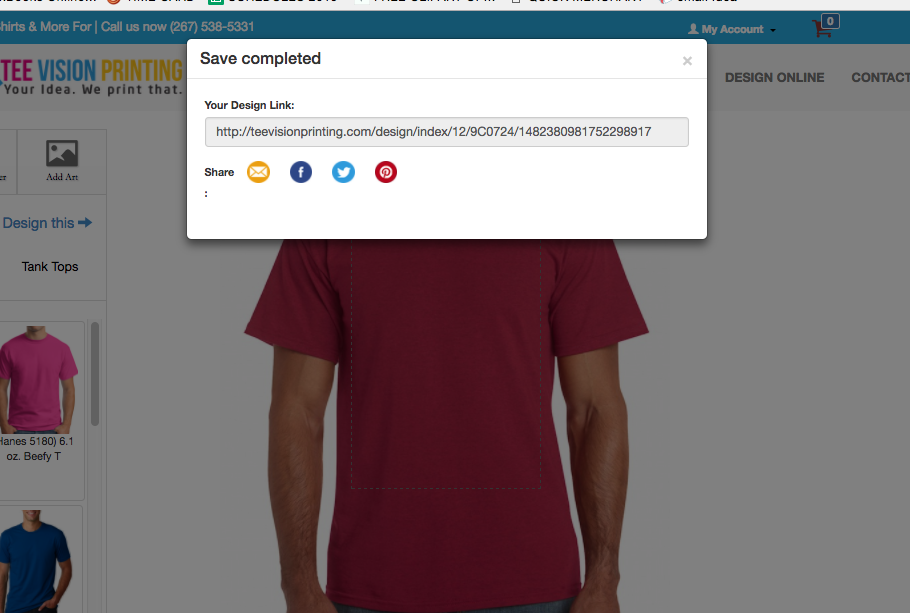 Shirts & More For | Call us now (267) 538-5331
My Account
0
TEE VISION PRINTING
Your Idea. We print that.
DESIGN ONLINE
CONTACT
Save completed
×
Your Design Link:
http://teevisionprinting.com/design/index/12/9C0724/1482380981752298917
Share
:
Add Art
Design this
Tank Tops
Hanes 5180) 6.1
oz. Beefy T